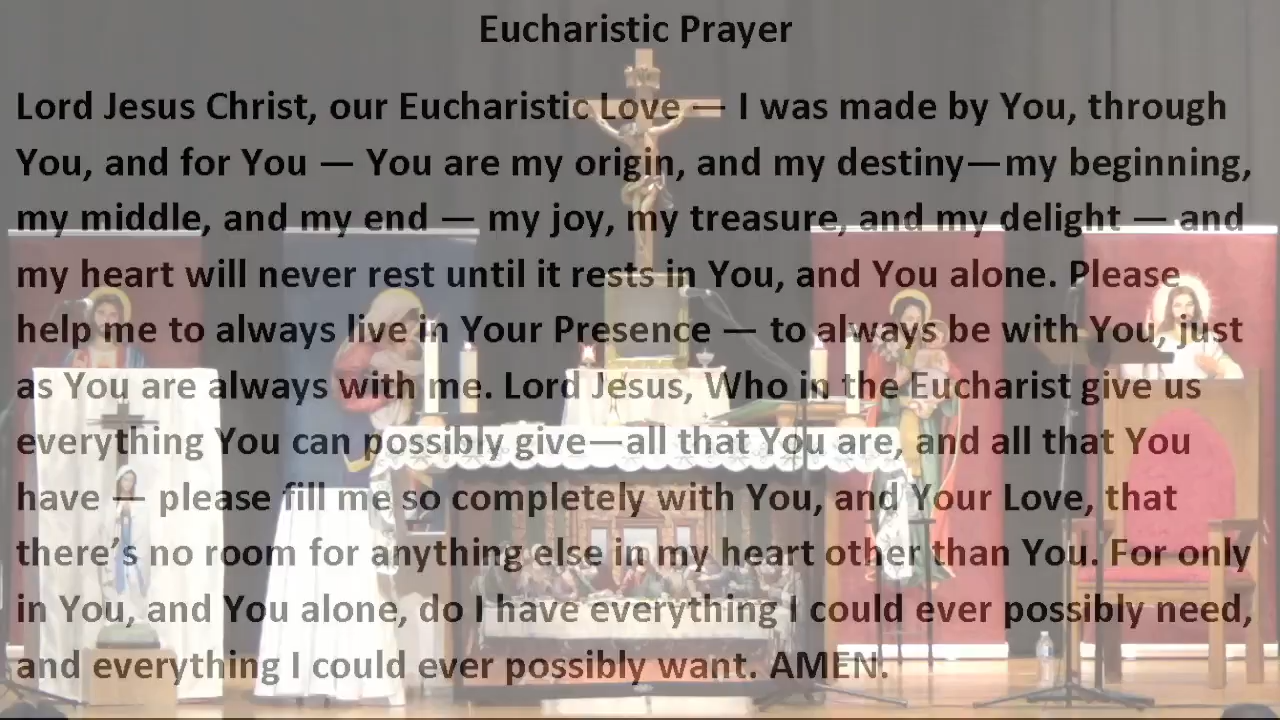 Eucharistic Prayer
Lord Jesus Christ, our Eucharistic Love — I was made by You, through
You, and for You — You are my origin, and my destiny—my beginning,
my middle, and my end — my joy, my treasure, and my delight — and
my heart will never rest until it rests in You, and You alone. Please
help me to always live in Your Presence — to always be with You, just
as You are always with me. Lord Jesus, Who in the Eucharist give us
everything You can possibly give—all that You are, and all that You
have — please fill me so completely with You, and Your Love, that
there’s no room for anything else in my heart other than You. For only
in You, and You alone, do I have everything I could ever possibly need,
and everything I could ever possibly want. AMEN.